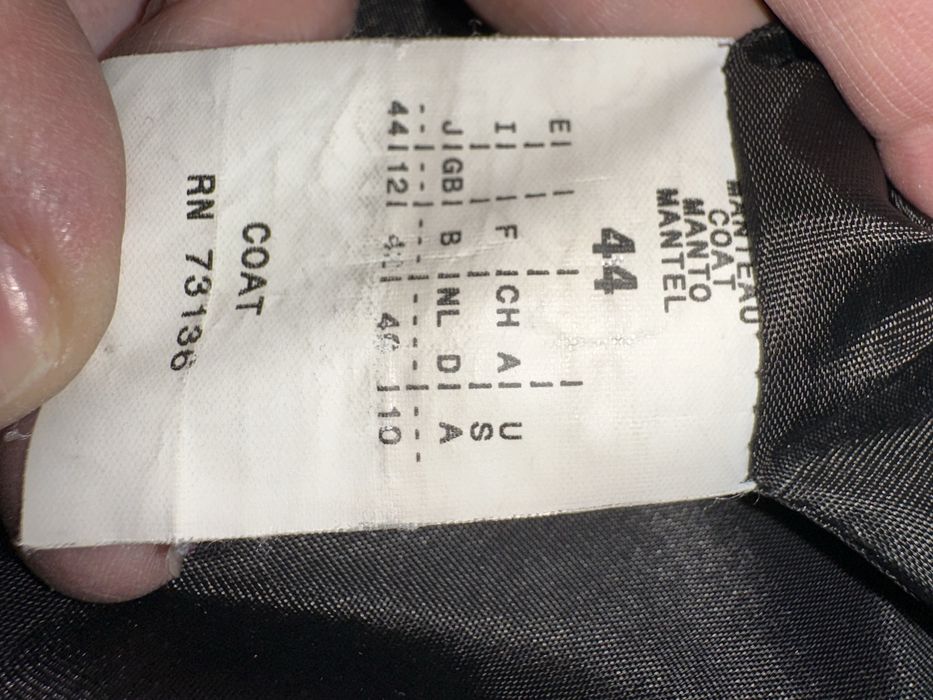 MANTEAU
COAT
MANTO
MANTEL
44
E| | | |
I| | F |CH A| U
| | | | S
J|GB| B |NL D| A
44|12| | |10
COAT
RN 73136